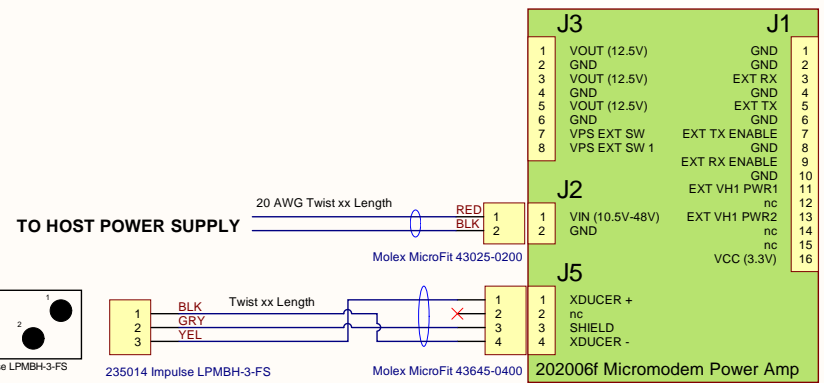 J3
J1
1 VOUT (12.5V)
2 GND
3 VOUT (12.5V)
4 GND
5 VOUT (12.5V)
6 GND
7 VPS EXT SW
8 VPS EXT SW 1
GND 1
GND 2
EXT RX 3
GND 4
EXT TX 5
GND 6
EXT TX ENABLE 7
GND 8
EXT RX ENABLE 9
GND 10
EXT VH1 PWR1 11
nc 12
EXT VH1 PWR2 13
nc 14
nc 15
VCC (3.3V) 16
TO HOST POWER SUPPLY
20 AWG Twist xx Length
RED 1
BLK 2
Molex MicroFit 43025-0200
J2
1 VIN (10.5V-48V)
2 GND
1
2
LPMBH-3-FS
1 BLK
2 GRY
3 YEL
Twist xx Length
235014 Impulse LPMBH-3-FS
1
2
3
4
Molex MicroFit 43645-0400
J5
1 XDUCER +
2 nc
3 SHIELD
4 XDUCER -
202006f Micromodem Power Amp